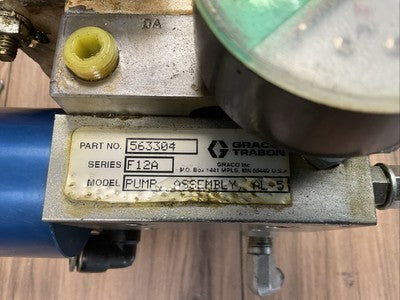 DA
PART NO. 563304
GRACO
TRABON
SERIES F12A
GRACO Inc
P.O. Box 1441 MPLS, MN 55440 U.S.A
MODEL PUMP, ASSEMBLY, AL-5